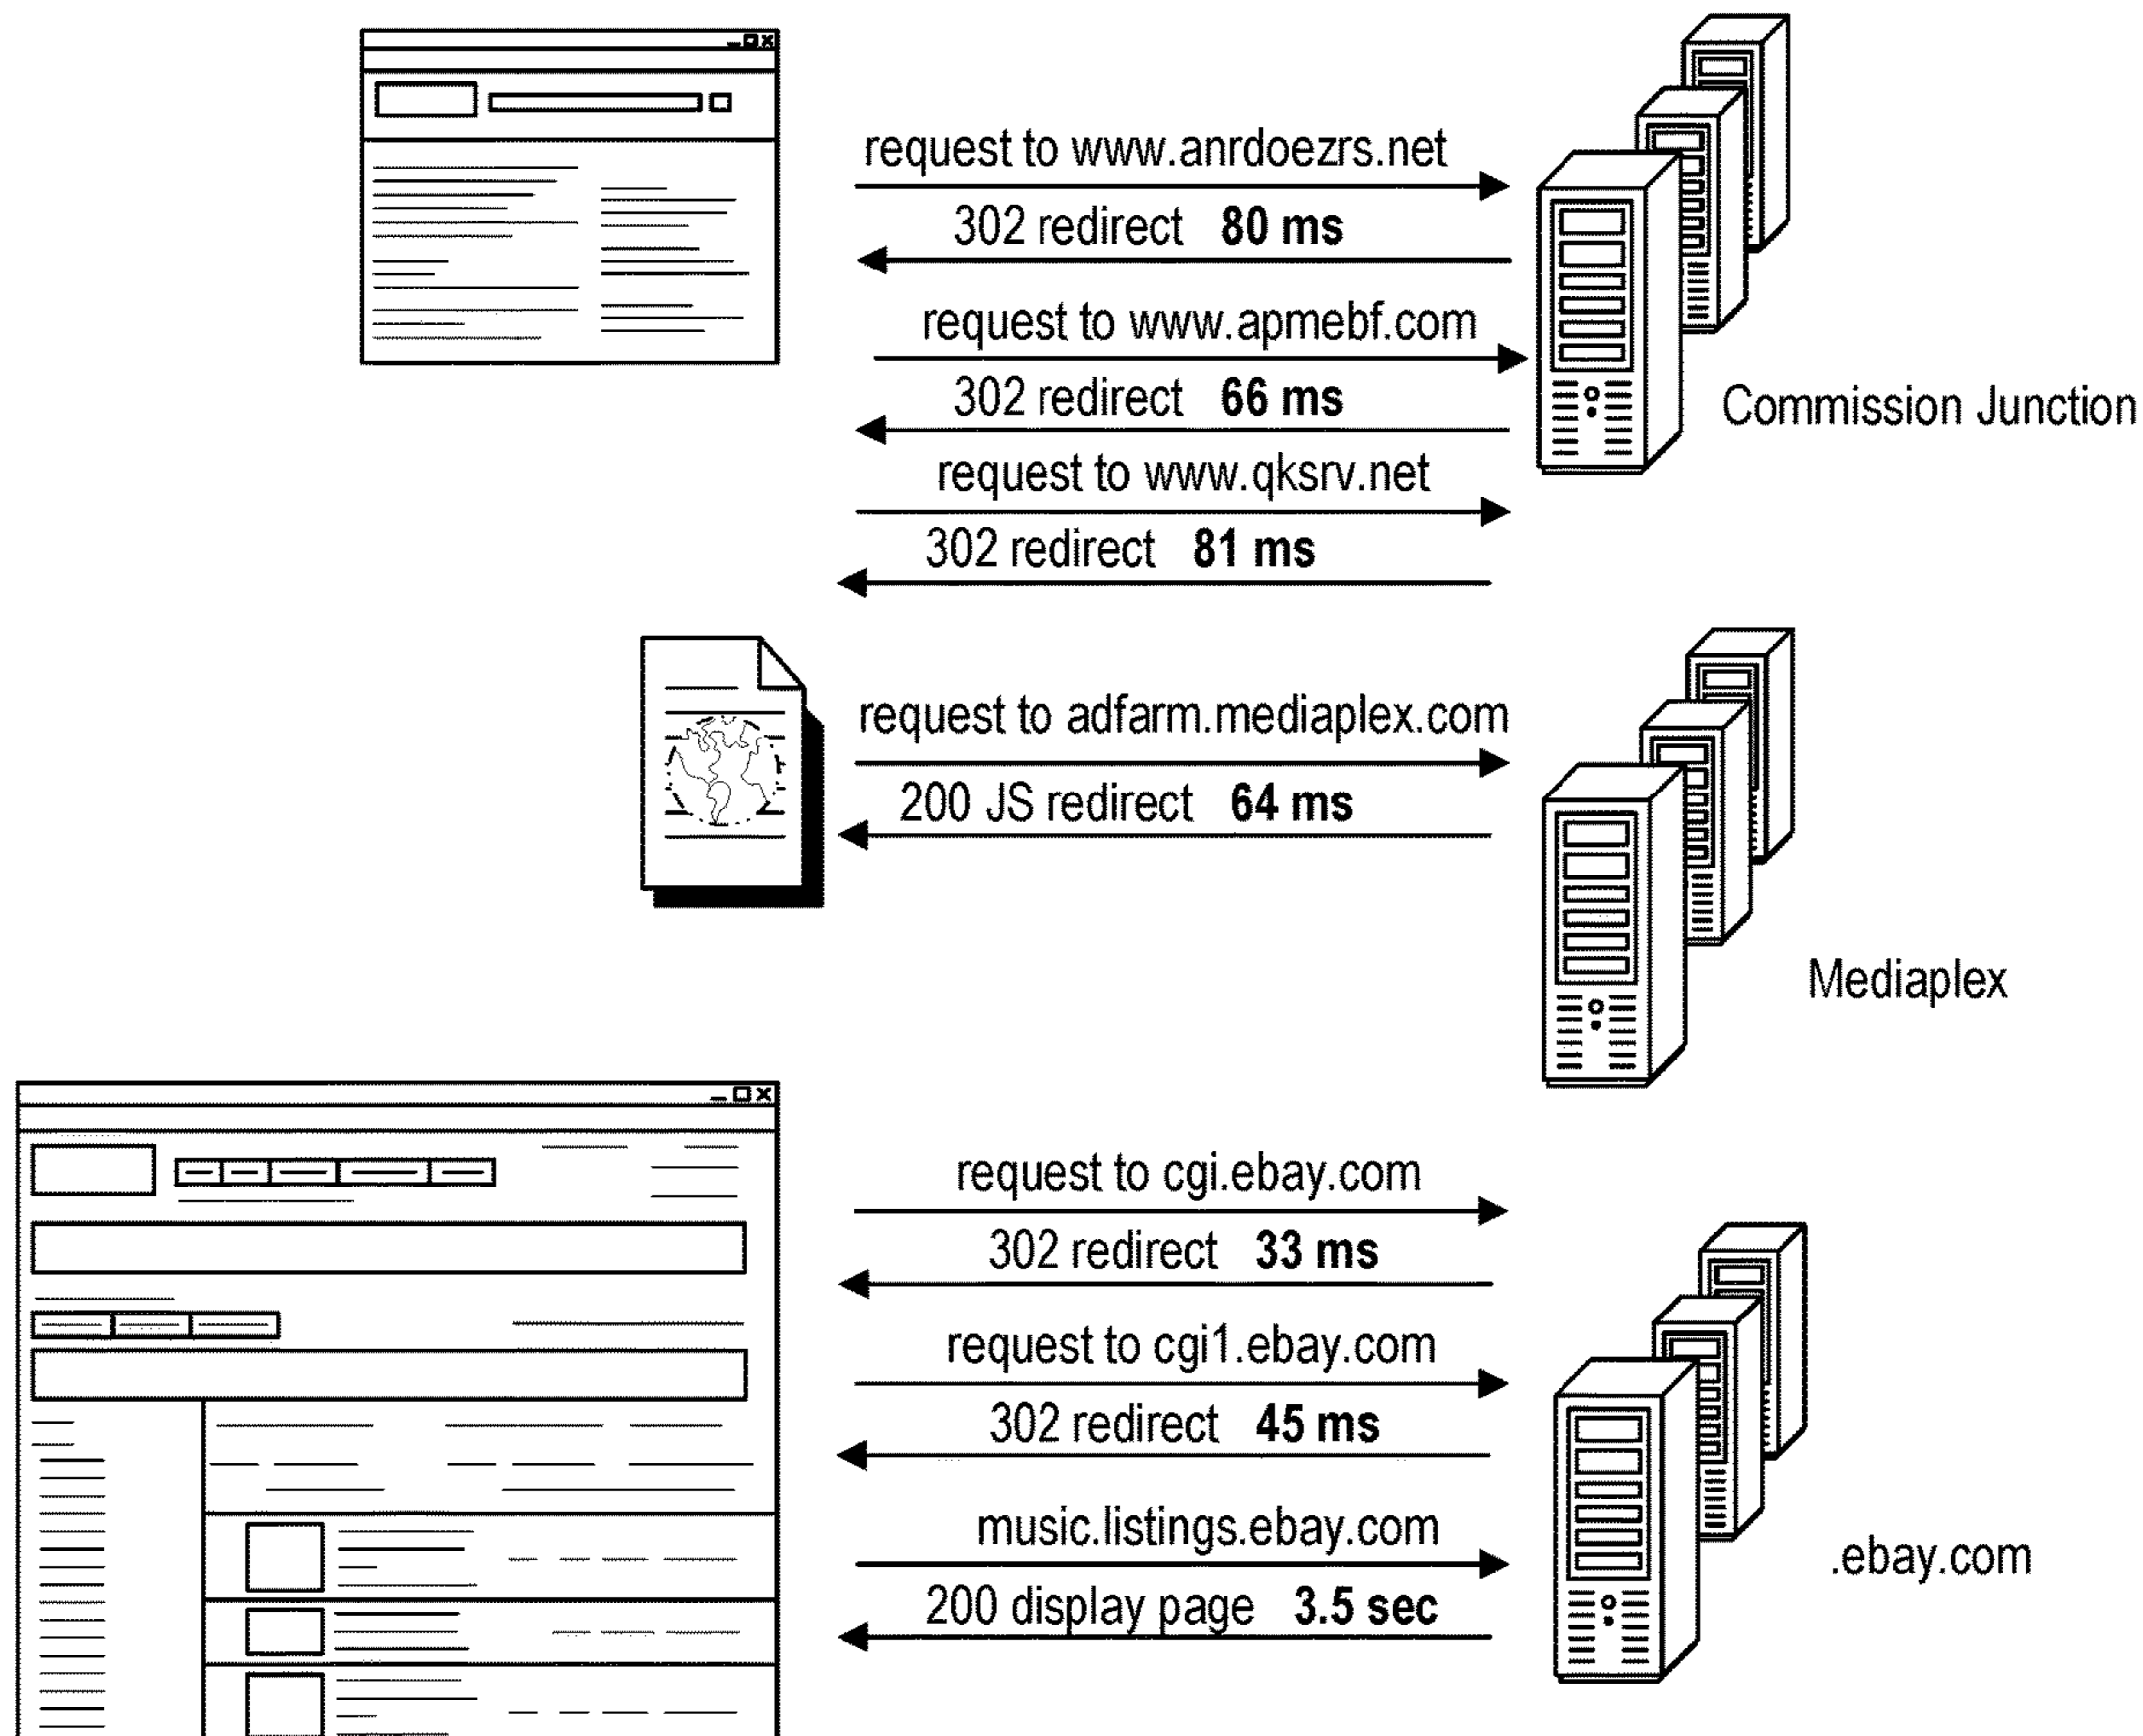 request to www.anrdoezrs.net
302 redirect 80 ms
request to www.apmebf.com
302 redirect 66 ms
Commission Junction
request to www.qksrv.net
302 redirect 81 ms
request to adfarm.mediaplex.com
200 JS redirect 64 ms
Mediaplex
request to cgi.ebay.com
302 redirect 33 ms
request to cgi1.ebay.com
302 redirect 45 ms
music.listings.ebay.com
.ebay.com
200 display page 3.5 sec